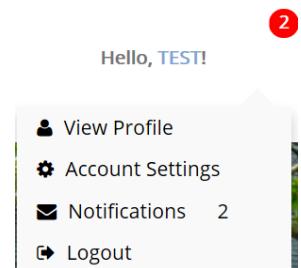 2
Hello, TEST!
View Profile
Account Settings
Notifications 2
Logout